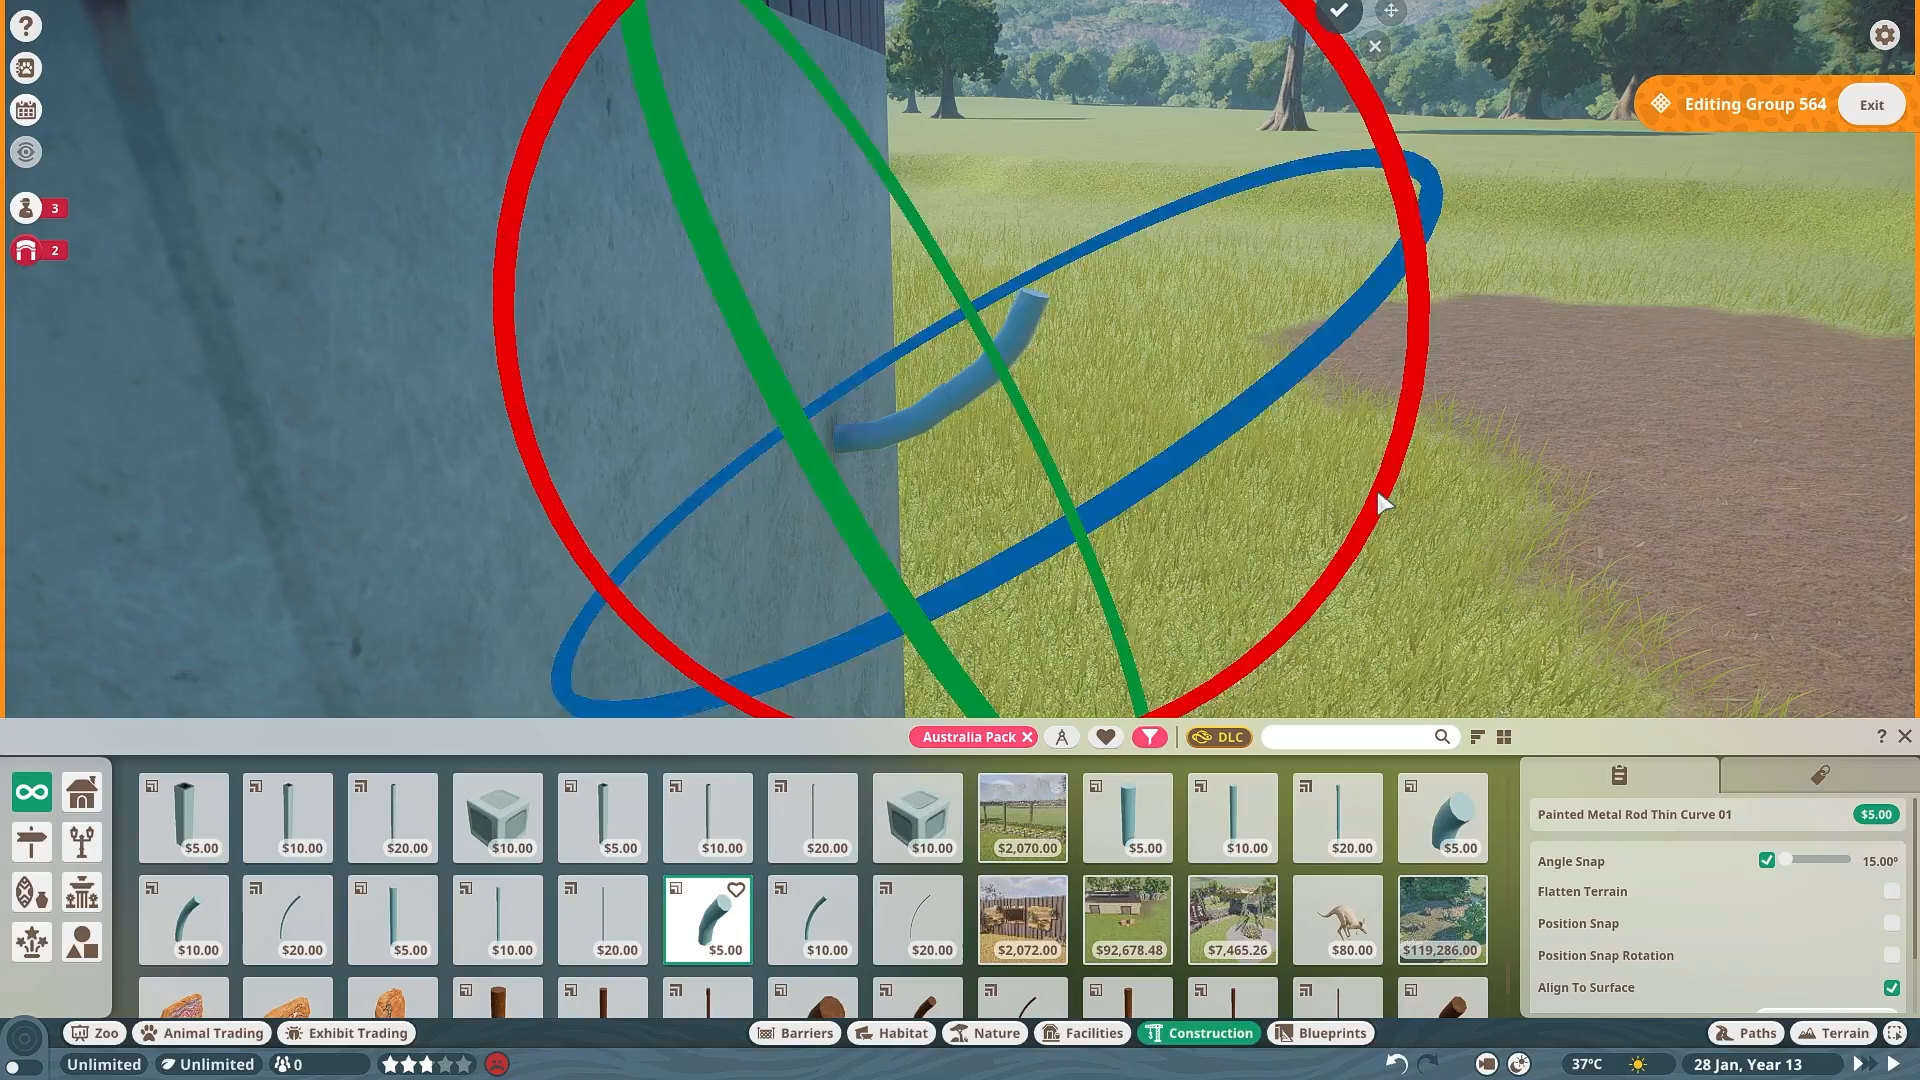 ?
Editing Group 564 Exit
3
2
Australia Pack DLC ?
$5.00 $10.00 $20.00 $10.00 $5.00 $10.00 $20.00 $10.00 $2,070.00 $5.00 $10.00 $20.00 $5.00
$10.00 $20.00 $5.00 $10.00 $20.00 $5.00 $10.00 $20.00 $2,072.00 $92,678.48 $7,465.26 $80.00 $119,286.00
Painted Metal Rod Thin Curve 01 $5.00
Angle Snap 15.00°
Flatten Terrain
Position Snap
Position Snap Rotation
Align To Surface
Zoo Animal Trading Exhibit Trading Barriers Habitat Nature Facilities Construction Blueprints Paths Terrain
Unlimited Unlimited 0 37°C 28 Jan, Year 13